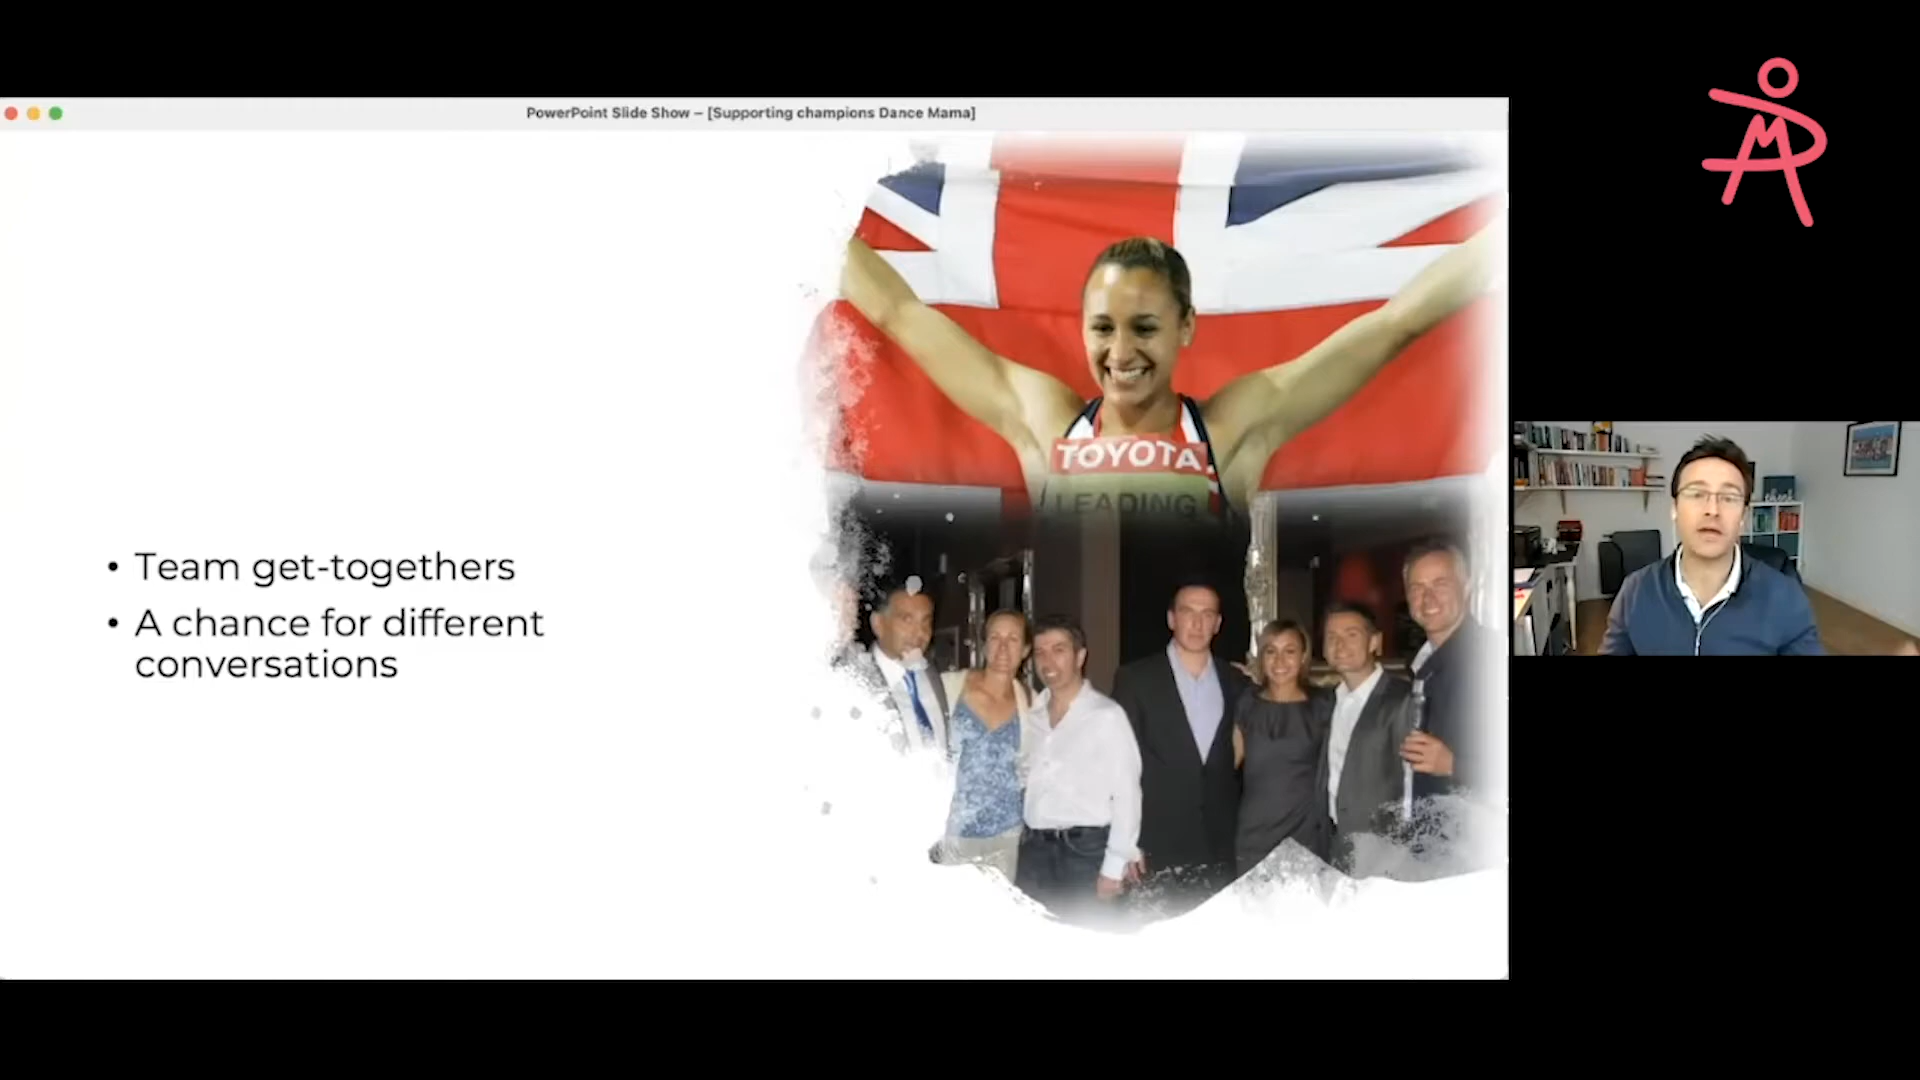 PowerPoint Slide Show – [Supporting champions Dance Mama]
TOYOTA
LEADING
• Team get-togethers
• A chance for different
conversations